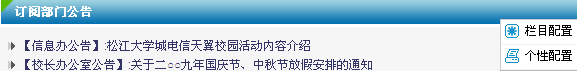 订阅部门公告
栏目配置
【信息办公告】:松江大学城电信天翼校园活动内容介绍
个性配置
【校长办公室公告】:关于二○○九年国庆节、中秋节放假安排的通知